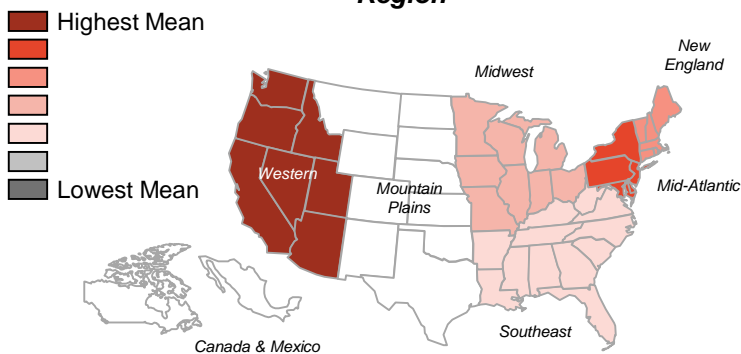 Region
Highest Mean
Lowest Mean
New
England
Midwest
Western
Mountain
Plains
Mid-Atlantic
Southeast
Canada & Mexico